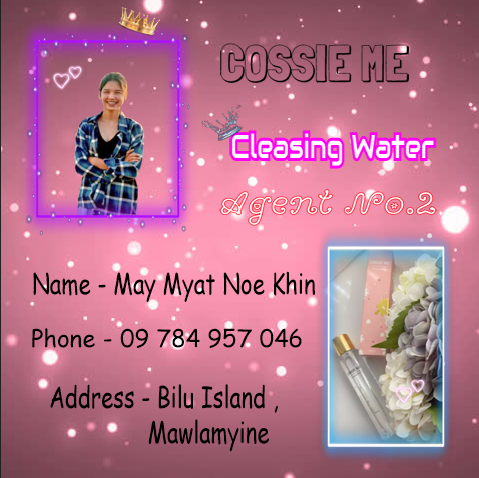 COSSIE ME
Cleasing Water
Agent No.2
Name - May Myat Noe Khin
Phone - 09 784 957 046
Address - Bilu Island ,
Mawlamyine